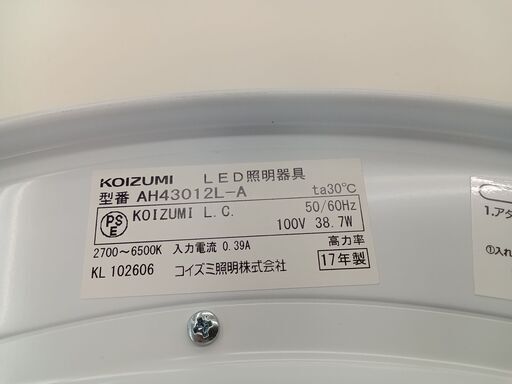 KOIZUMI LED照明器具
型番 AH43012L-A ta30℃
PS E KOIZUMI L.C. 50/60Hz
100V 38.7W
2700~6500K 入力電流 0.39A 高力率
KL 102606 コイズミ照明株式会社 17年製
1.アダ
①入れ